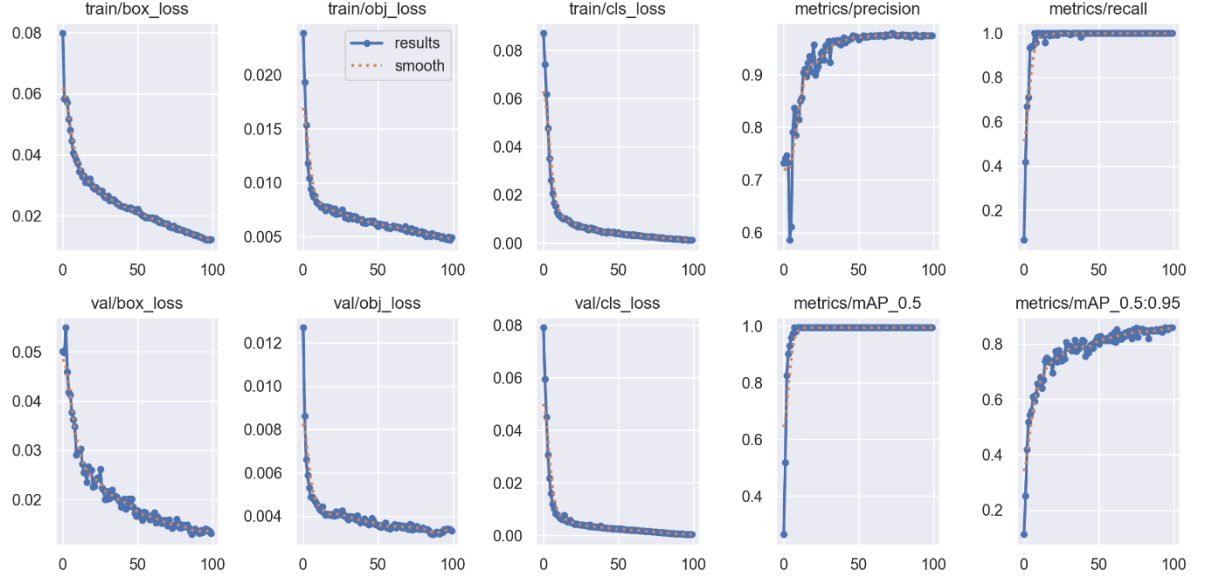 train/box_loss
train/obj_loss
train/cls_loss
metrics/precision
metrics/recall
0.08
0.06
0.04
0.02
0 50 100
results
smooth
0.020
0.015
0.010
0.005
0 50 100
0.08
0.06
0.04
0.02
0.00
0 50 100
0.9
0.8
0.7
0.6
0 50 100
1.0
0.8
0.6
0.4
0.2
0 50 100
val/box_loss
val/obj_loss
val/cls_loss
metrics/mAP_0.5
metrics/mAP_0.5:0.95
0.05
0.04
0.03
0.02
0 50 100
0.012
0.010
0.008
0.006
0.004
0 50 100
0.08
0.06
0.04
0.02
0.00
0 50 100
1.0
0.8
0.6
0.4
0 50 100
0.8
0.6
0.4
0.2
0 50 100